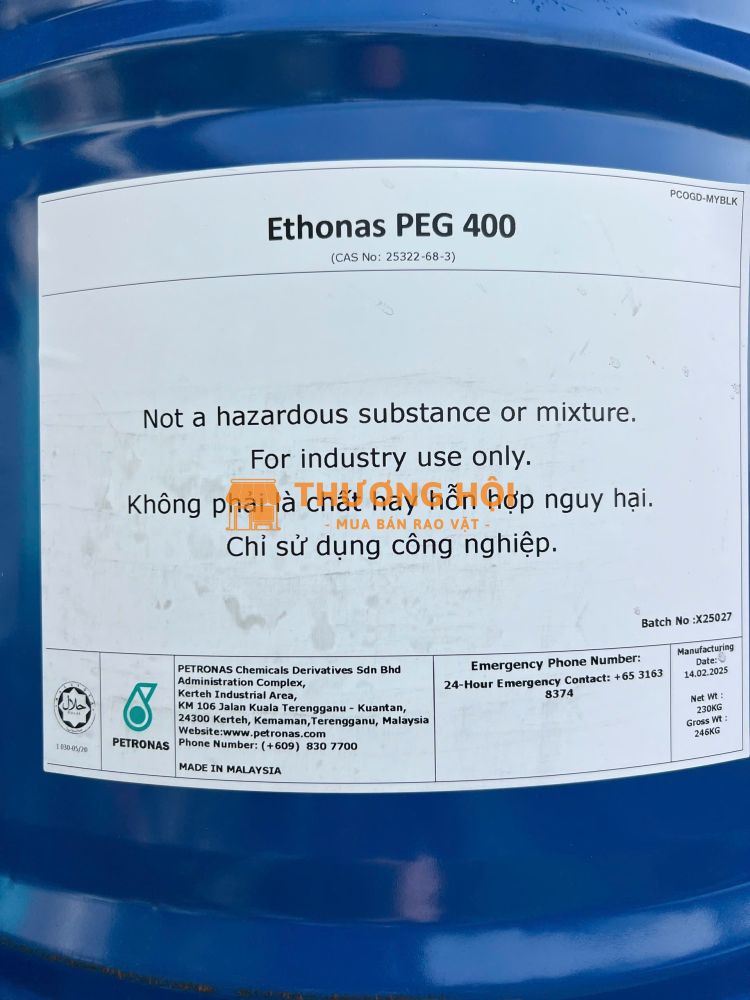 PCOGD-MYBLK
Ethonas PEG 400
(CAS No: 25322-68-3)
Not a hazardous substance or mixture.
For industry use only.
Không phải là chất hay hỗn hợp nguy hại.
THƯƠNG HỘI
- MUA BÁN RAO VẶT -
Chỉ sử dụng công nghiệp.
Batch No :X25027
حلال
1 030-05/20
PETRONAS
PETRONAS Chemicals Derivatives Sdn Bhd
Administration Complex,
Kerteh Industrial Area,
KM 106 Jalan Kuala Terengganu - Kuantan,
24300 Kerteh, Kemaman,Terengganu, Malaysia
Website:www.petronas.com
Phone Number: (+609) 830 7700
MADE IN MALAYSIA
Emergency Phone Number:
24-Hour Emergency Contact: +65 3163
8374
Manufacturing
Date:
14.02.2025
Net Wt :
230KG
Gross Wt :
246KG